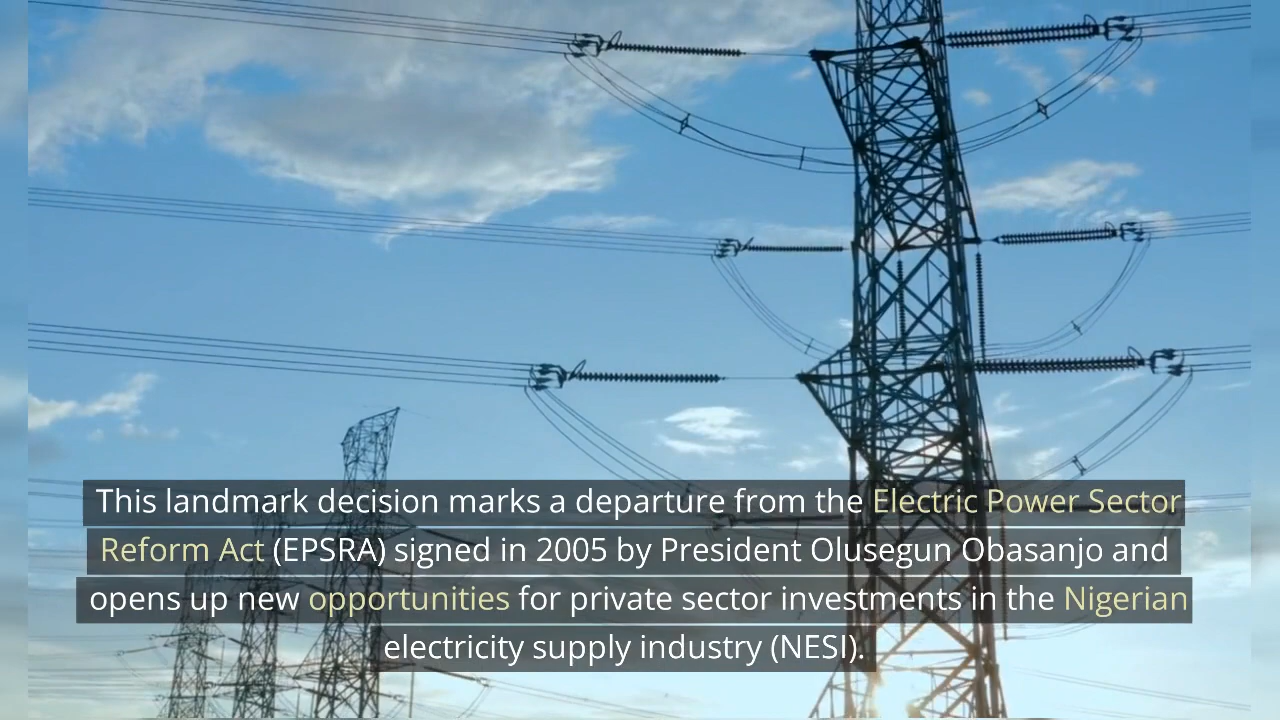 This landmark decision marks a departure from the Electric Power Sector
Reform Act (EPSRA) signed in 2005 by President Olusegun Obasanjo and
opens up new opportunities for private sector investments in the Nigerian
electricity supply industry (NESI).